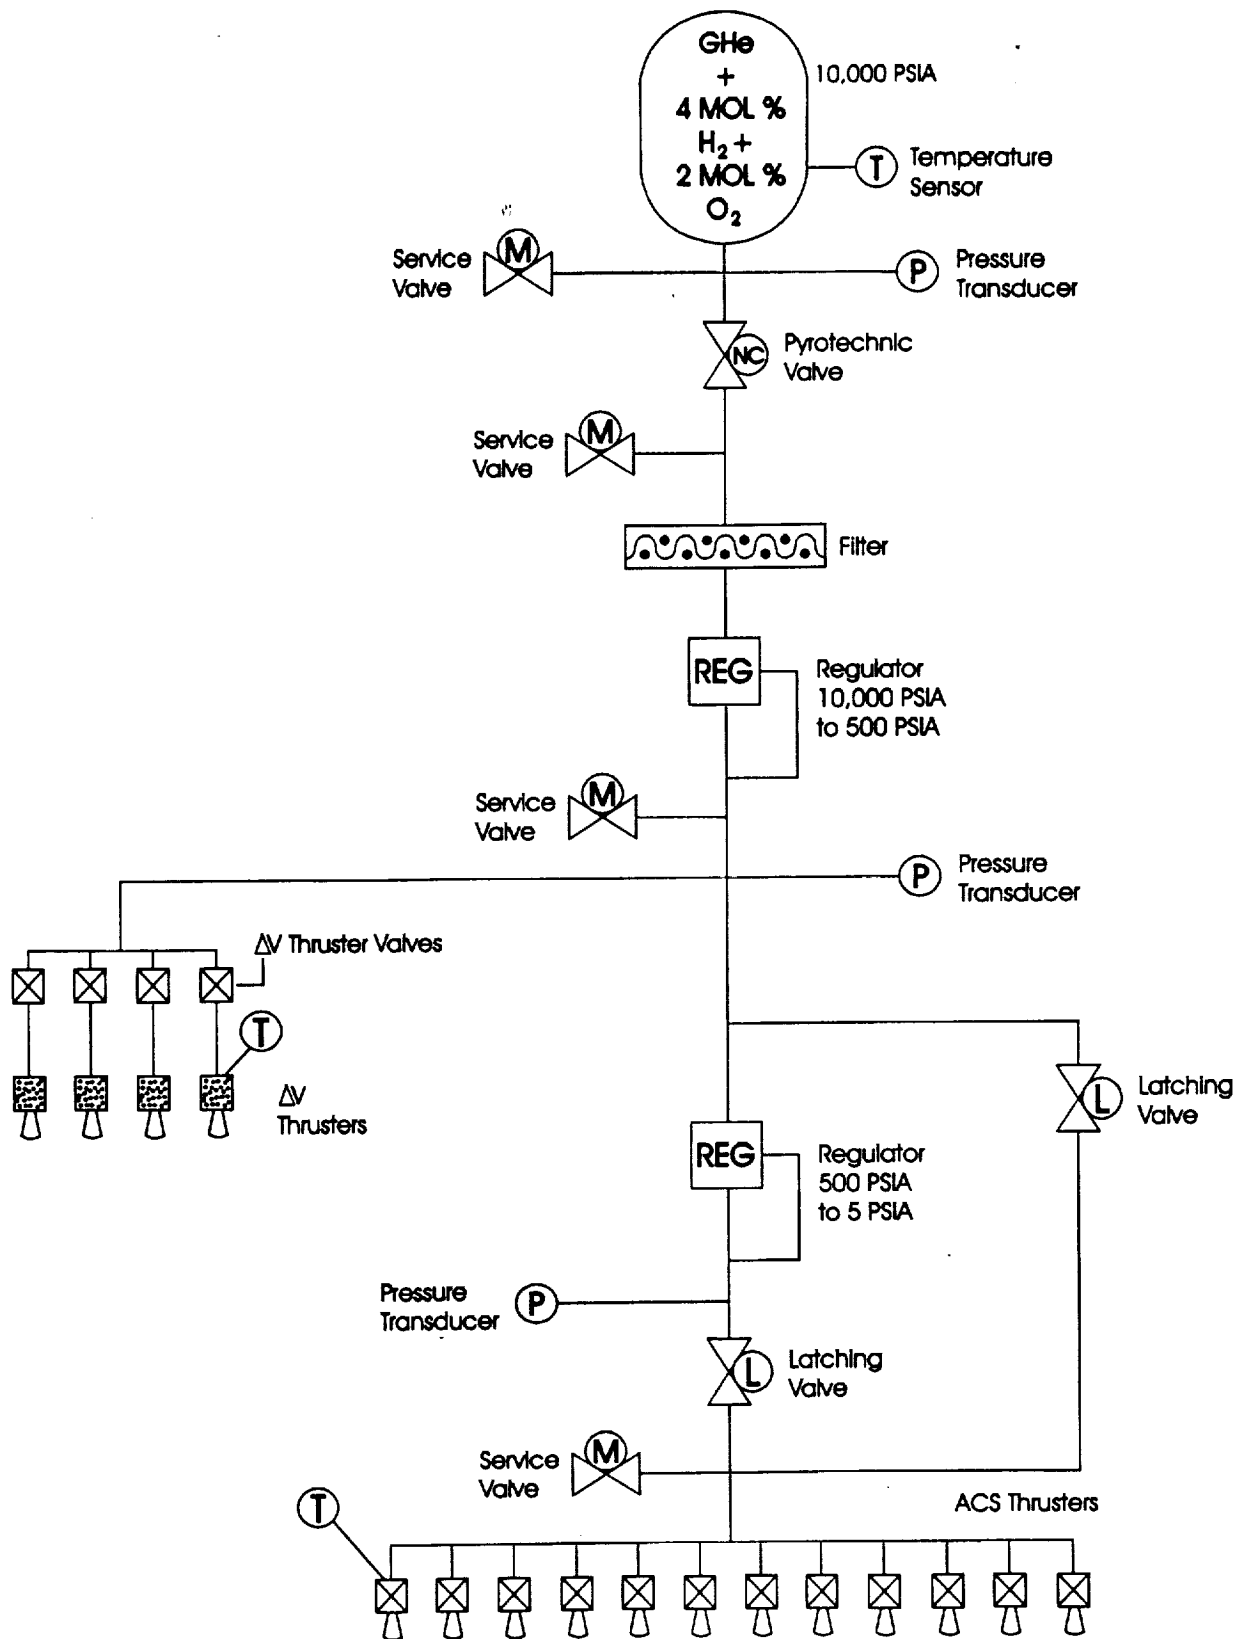 GHe
+
4 MOL %
H₂ +
2 MOL %
O₂
10,000 PSIA
T
Temperature
Sensor
M
Service
Valve
P
Pressure
Transducer
NC
Pyrotechnic
Valve
M
Service
Valve
Filter
REG
Regulator
10,000 PSIA
to 500 PSIA
M
Service
Valve
P
Pressure
Transducer
ΔV Thruster Valves
T
ΔV
Thrusters
L
Latching
Valve
REG
Regulator
500 PSIA
to 5 PSIA
Pressure
Transducer
P
L
Latching
Valve
M
Service
Valve
ACS Thrusters
T